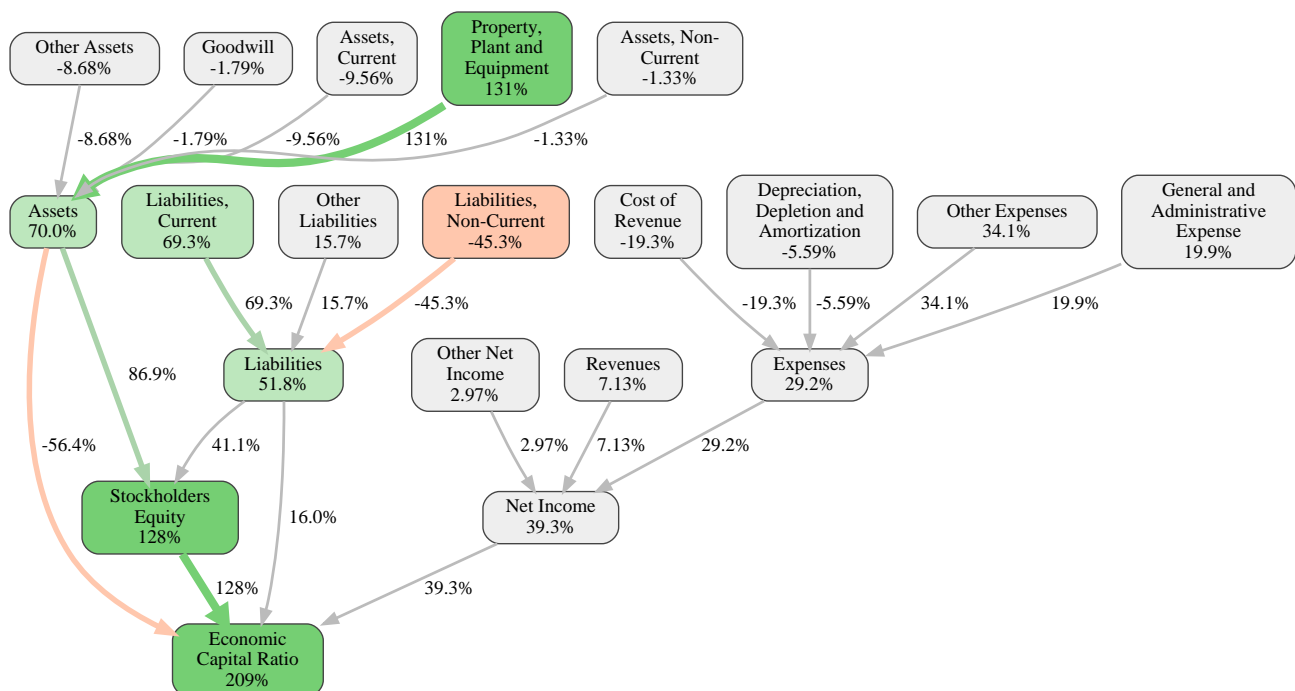 Other Assets
-8.68%
Goodwill
-1.79%
Assets,
Current
-9.56%
Property,
Plant and
Equipment
131%
Assets, Non-
Current
-1.33%
-8.68%
-1.79%
-9.56%
131%
-1.33%
Assets
70.0%
Liabilities,
Current
69.3%
Other
Liabilities
15.7%
Liabilities,
Non-Current
-45.3%
Cost of
Revenue
-19.3%
Depreciation,
Depletion and
Amortization
-5.59%
Other Expenses
34.1%
General and
Administrative
Expense
19.9%
69.3%
15.7%
-45.3%
-19.3%
-5.59%
34.1%
19.9%
86.9%
Liabilities
51.8%
Other Net
Income
2.97%
Revenues
7.13%
Expenses
29.2%
-56.4%
41.1%
2.97%
7.13%
29.2%
Stockholders
Equity
128%
16.0%
Net Income
39.3%
128%
39.3%
Economic
Capital Ratio
209%